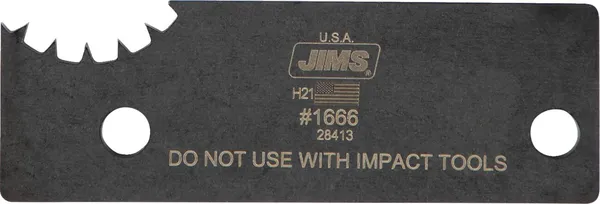 U.S.A.
JIMS®
H21
#1666
28413
DO NOT USE WITH IMPACT TOOLS